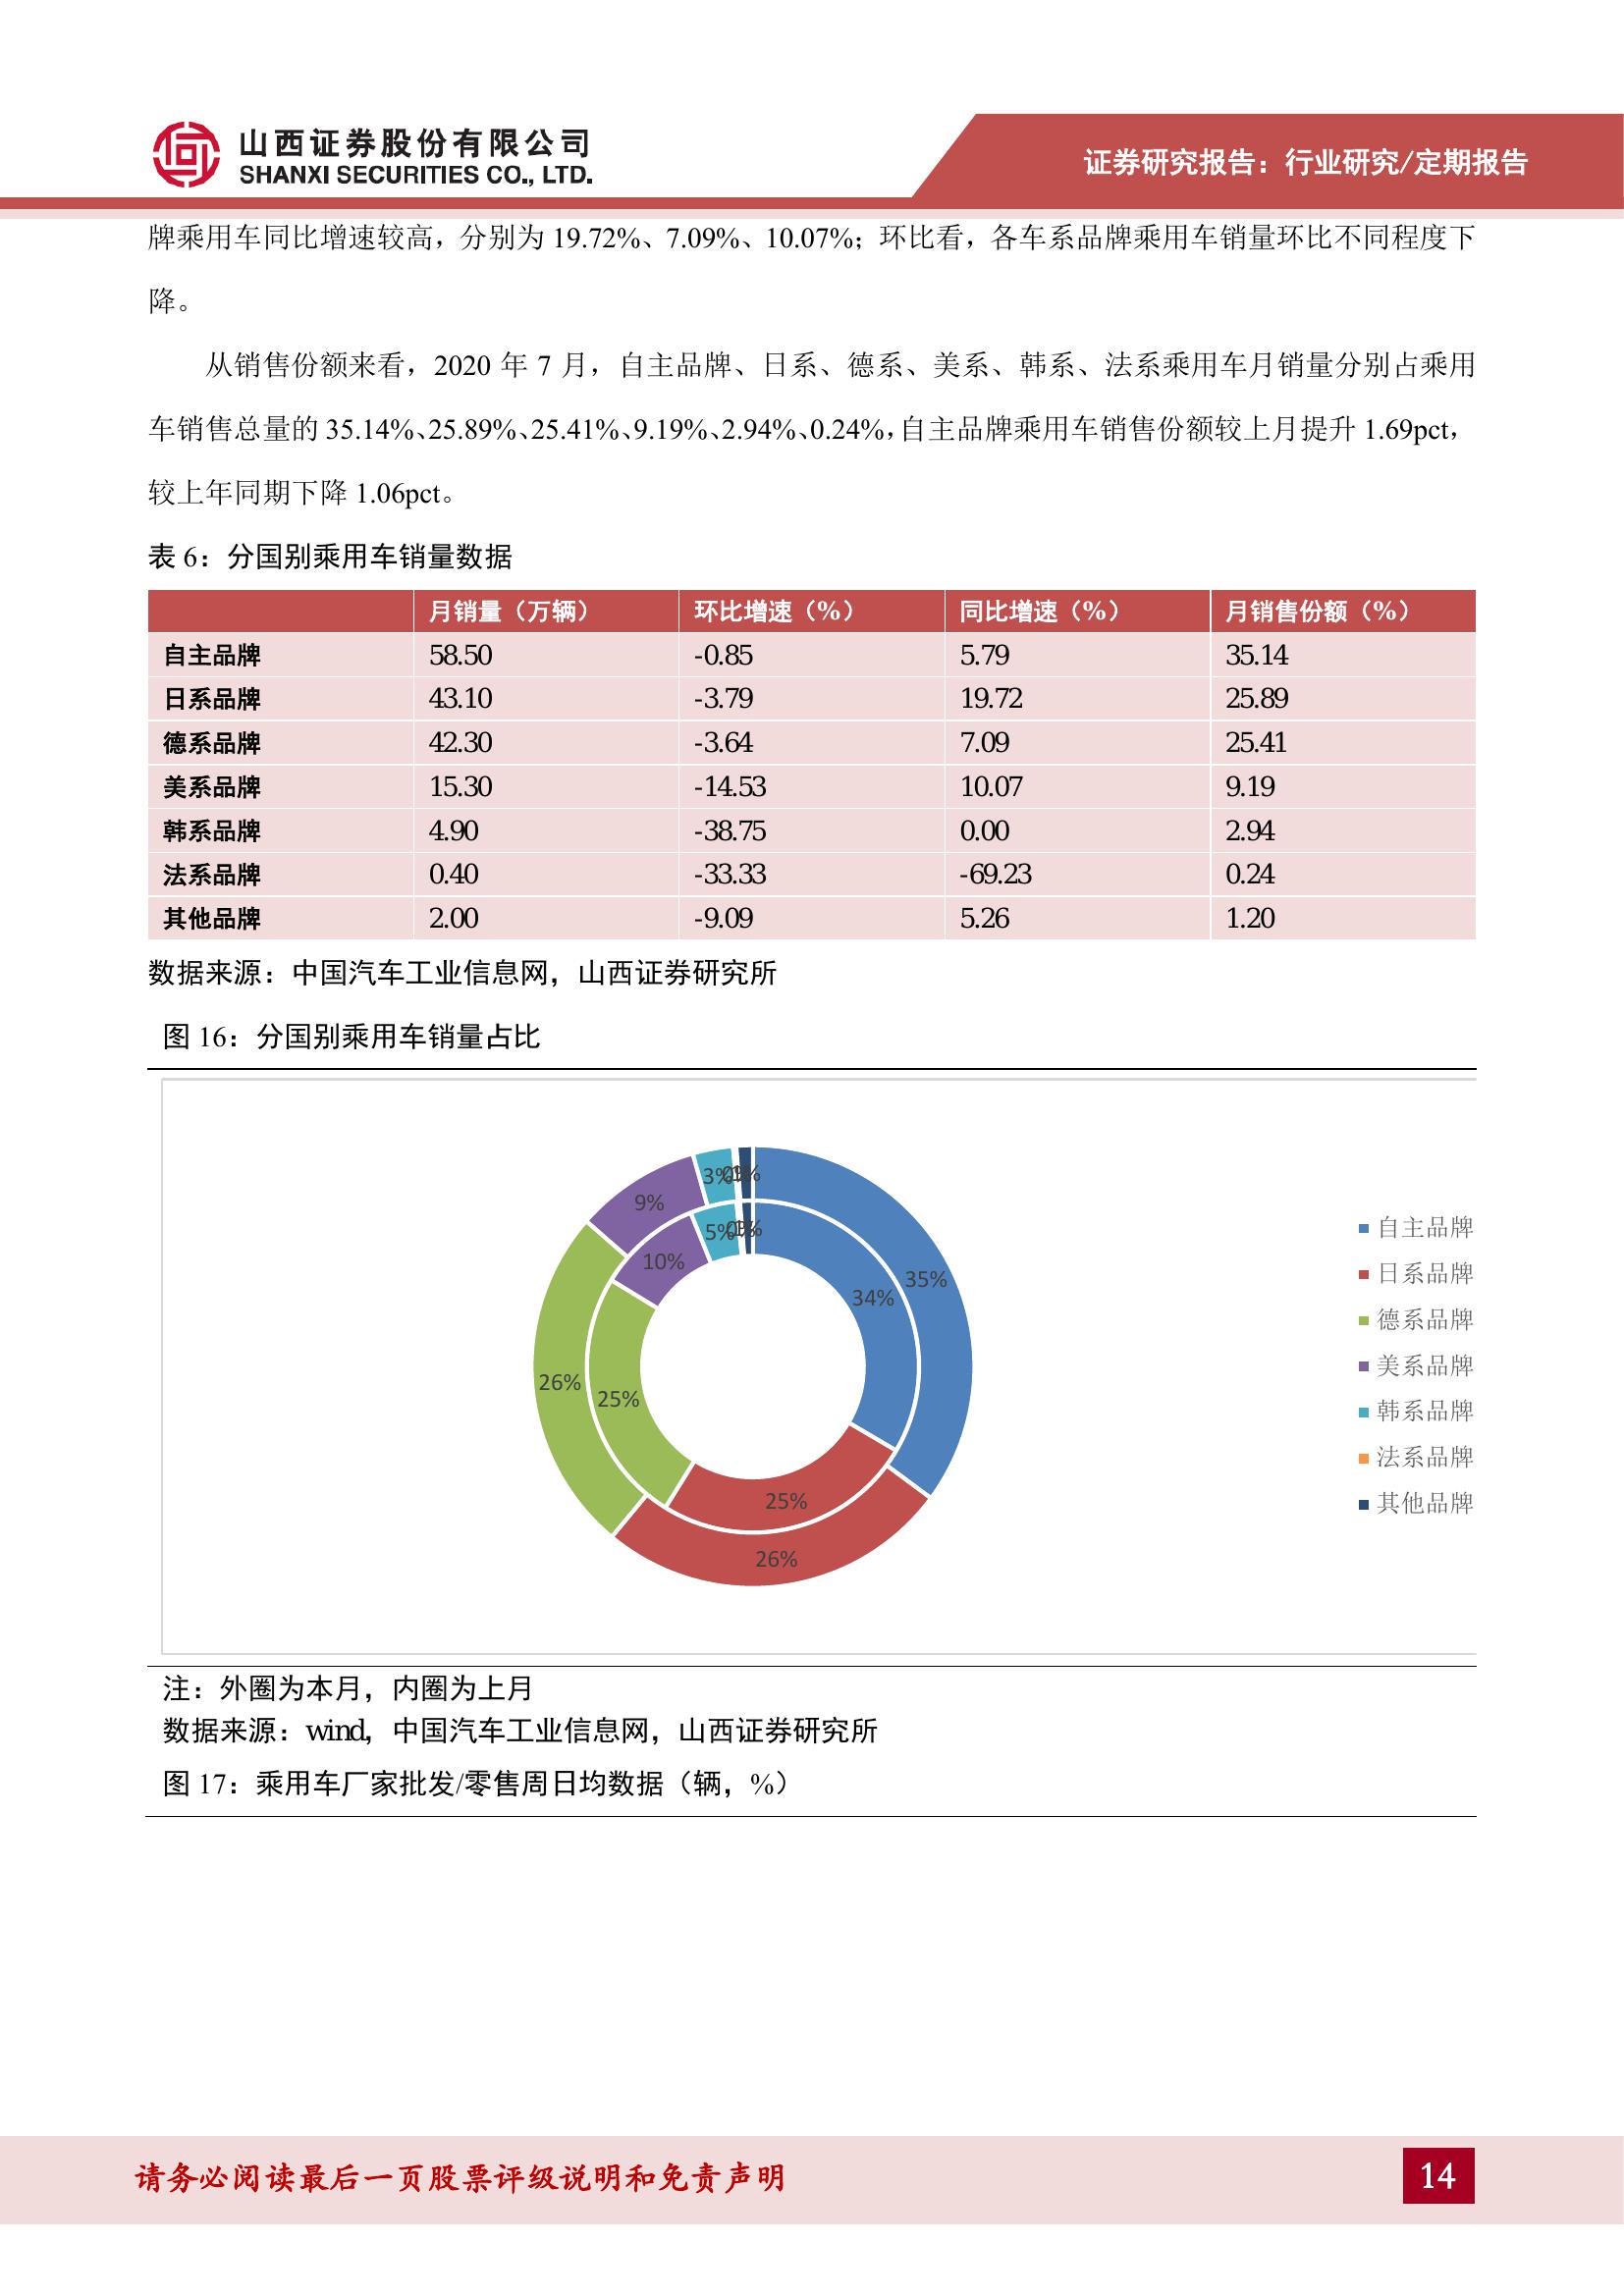 山西证券股份有限公司
SHANXI SECURITIES CO., LTD.
证券研究报告：行业研究/定期报告
牌乘用车同比增速较高，分别为 19.72%、7.09%、10.07%；环比看，各车系品牌乘用车销量环比不同程度下
降。
从销售份额来看，2020 年 7 月，自主品牌、日系、德系、美系、韩系、法系乘用车月销量分别占乘用
车销售总量的 35.14%、25.89%、25.41%、9.19%、2.94%、0.24%，自主品牌乘用车销售份额较上月提升 1.69pct，
较上年同期下降 1.06pct。
表 6：分国别乘用车销量数据
月销量（万辆） 环比增速（%） 同比增速（%） 月销售份额（%）
自主品牌 58.50 -0.85 5.79 35.14
日系品牌 43.10 -3.79 19.72 25.89
德系品牌 42.30 -3.64 7.09 25.41
美系品牌 15.30 -14.53 10.07 9.19
韩系品牌 4.90 -38.75 0.00 2.94
法系品牌 0.40 -33.33 -69.23 0.24
其他品牌 2.00 -9.09 5.26 1.20
数据来源：中国汽车工业信息网，山西证券研究所
图 16：分国别乘用车销量占比
3% 0% 1%
9%
5% 0% 1%
10%
35%
34%
26%
25%
25%
26%
自主品牌
日系品牌
德系品牌
美系品牌
韩系品牌
法系品牌
其他品牌
注：外圈为本月，内圈为上月
数据来源：wind，中国汽车工业信息网，山西证券研究所
图 17：乘用车厂家批发/零售周日均数据（辆，%）
请务必阅读最后一页股票评级说明和免责声明
14